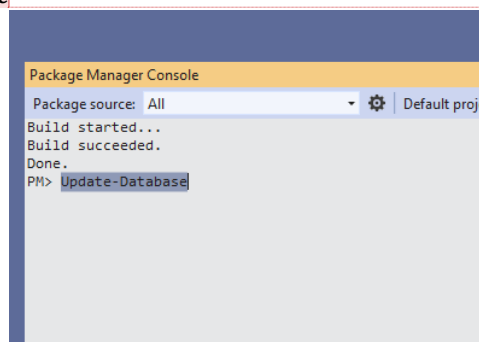 Package Manager Console
Package source: All Default proj
Build started...
Build succeeded.
Done.
PM> Update-Database